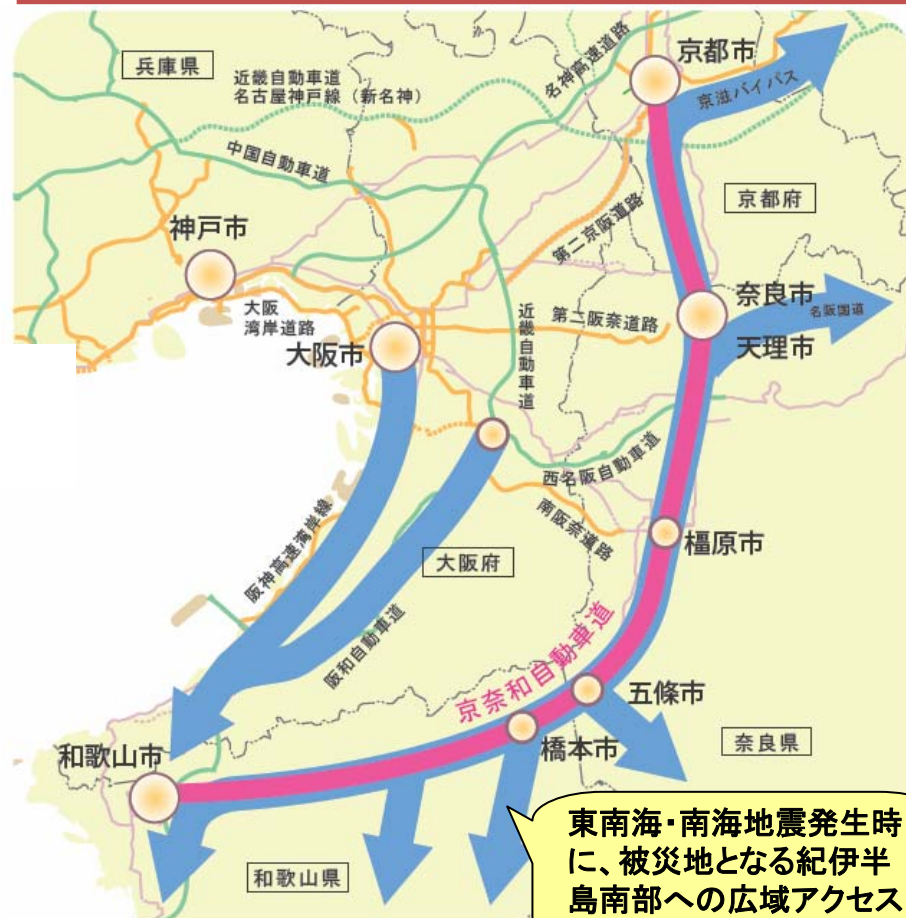 兵庫県
近畿自動車道
名古屋神戸線（新名神）
名神高速道路
京都市
京滋バイパス
中国自動車道
京都府
神戸市
第二京阪道路
大阪
湾岸道路
大阪市
近畿自動車道
第二阪奈道路
奈良市
名阪国道
天理市
西名阪自動車道
南阪奈道路
橿原市
阪神高速湾岸線
大阪府
阪和自動車道
京奈和自動車道
五條市
橋本市
奈良県
和歌山市
和歌山県
東南海・南海地震発生時
に、被災地となる紀伊半
島南部への広域アクセス